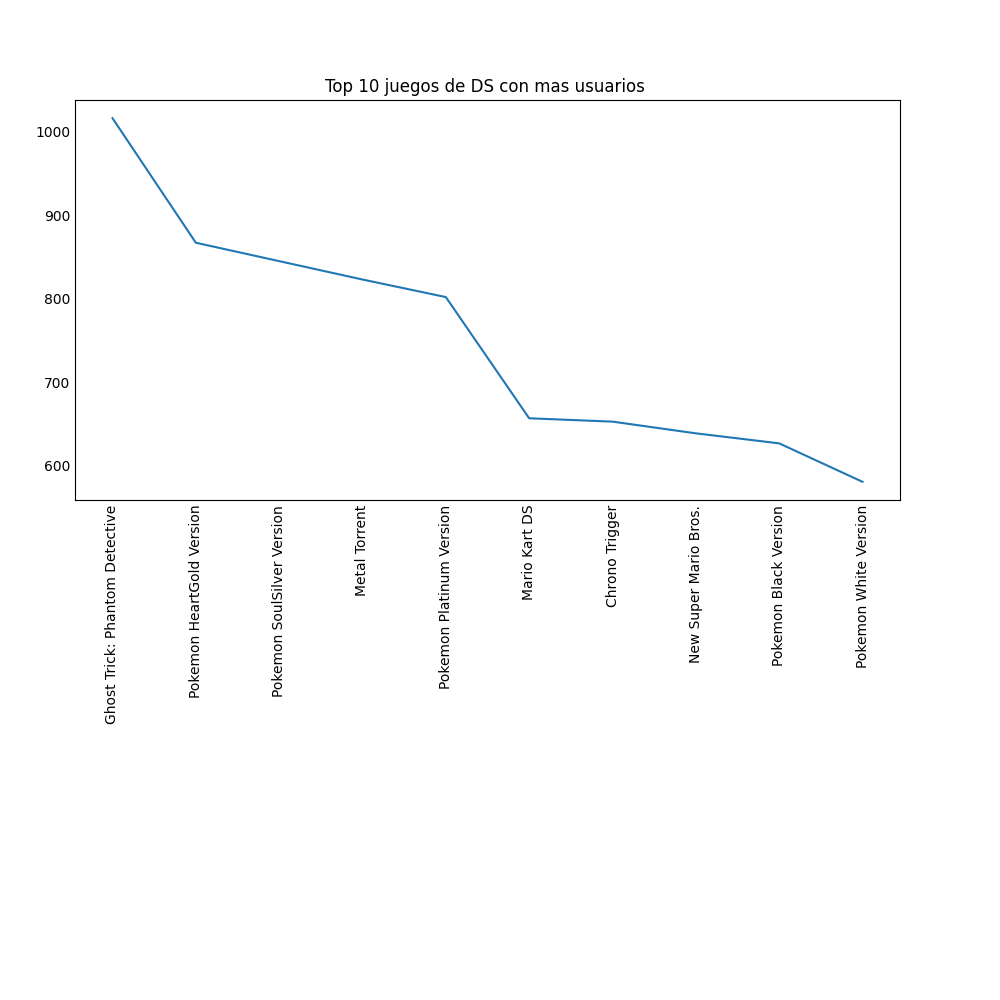 Top 10 juegos de DS con mas usuarios
1000
900
800
700
600
Ghost Trick: Phantom Detective
Pokemon HeartGold Version
Pokemon SoulSilver Version
Metal Torrent
Pokemon Platinum Version
Mario Kart DS
Chrono Trigger
New Super Mario Bros.
Pokemon Black Version
Pokemon White Version